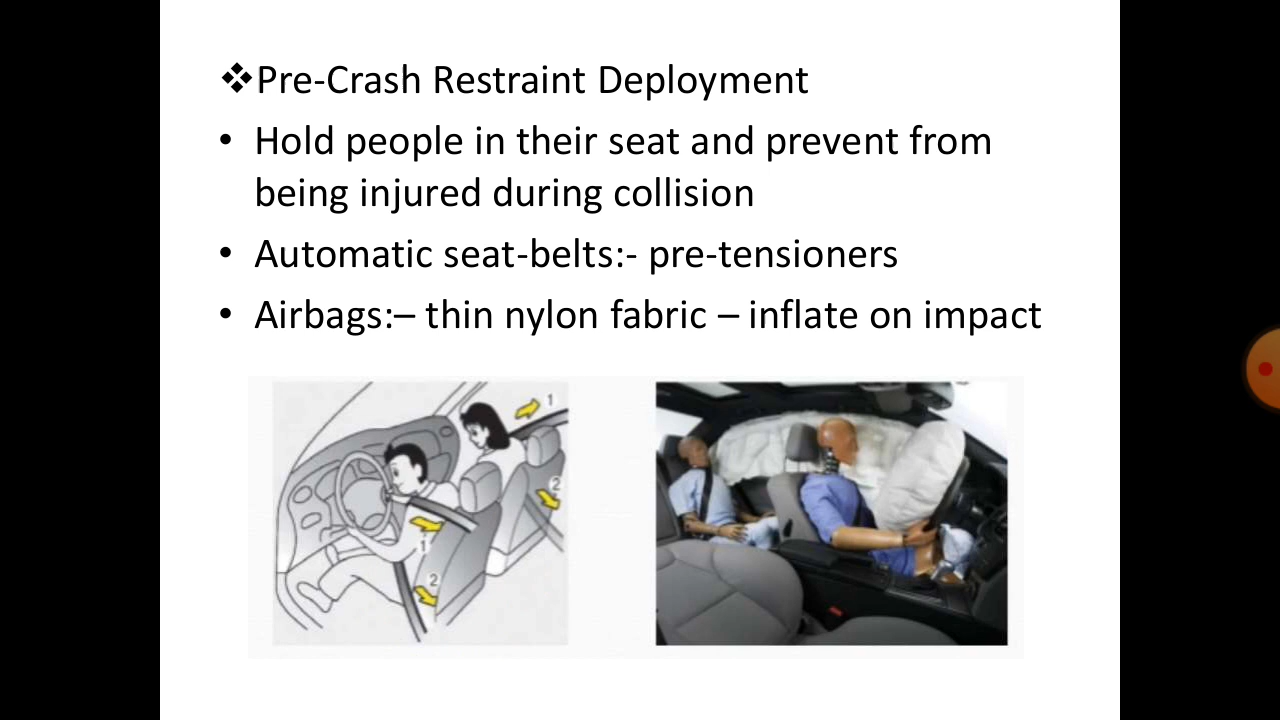 ❖Pre-Crash Restraint Deployment
• Hold people in their seat and prevent from
being injured during collision
• Automatic seat-belts:- pre-tensioners
• Airbags:– thin nylon fabric – inflate on impact
1
2
1
2